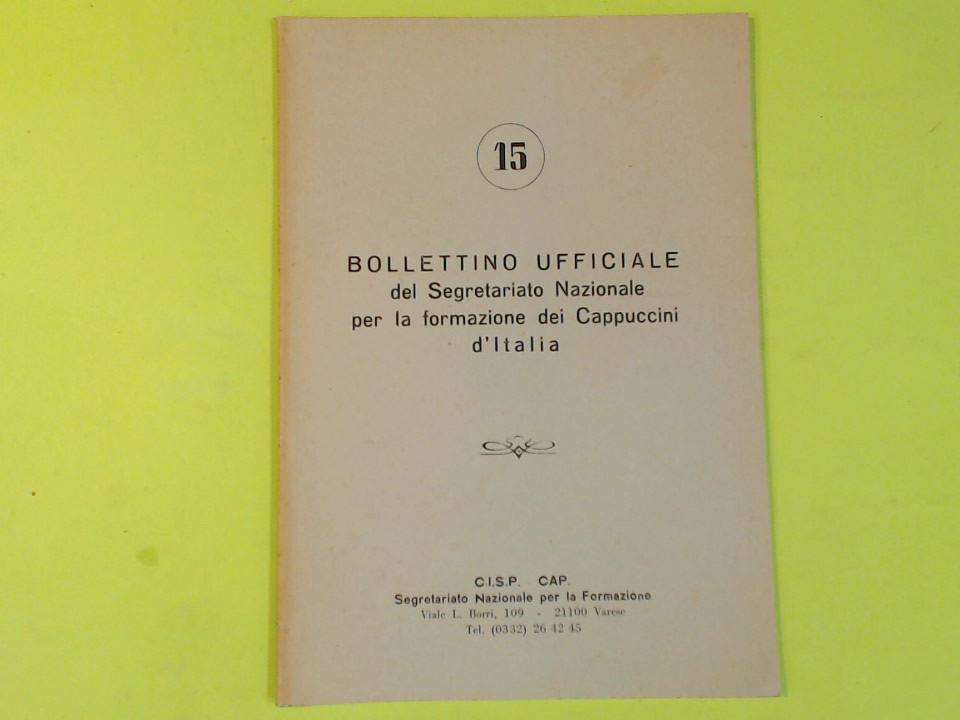 15
BOLLETTINO UFFICIALE
del Segretariato Nazionale
per la formazione dei Cappuccini
d'Italia
C.I.S.P. CAP.
Segretariato Nazionale per la Formazione
Viale L. Borri, 109 - 21100 Varese
Tel. (0332) 26 42 45